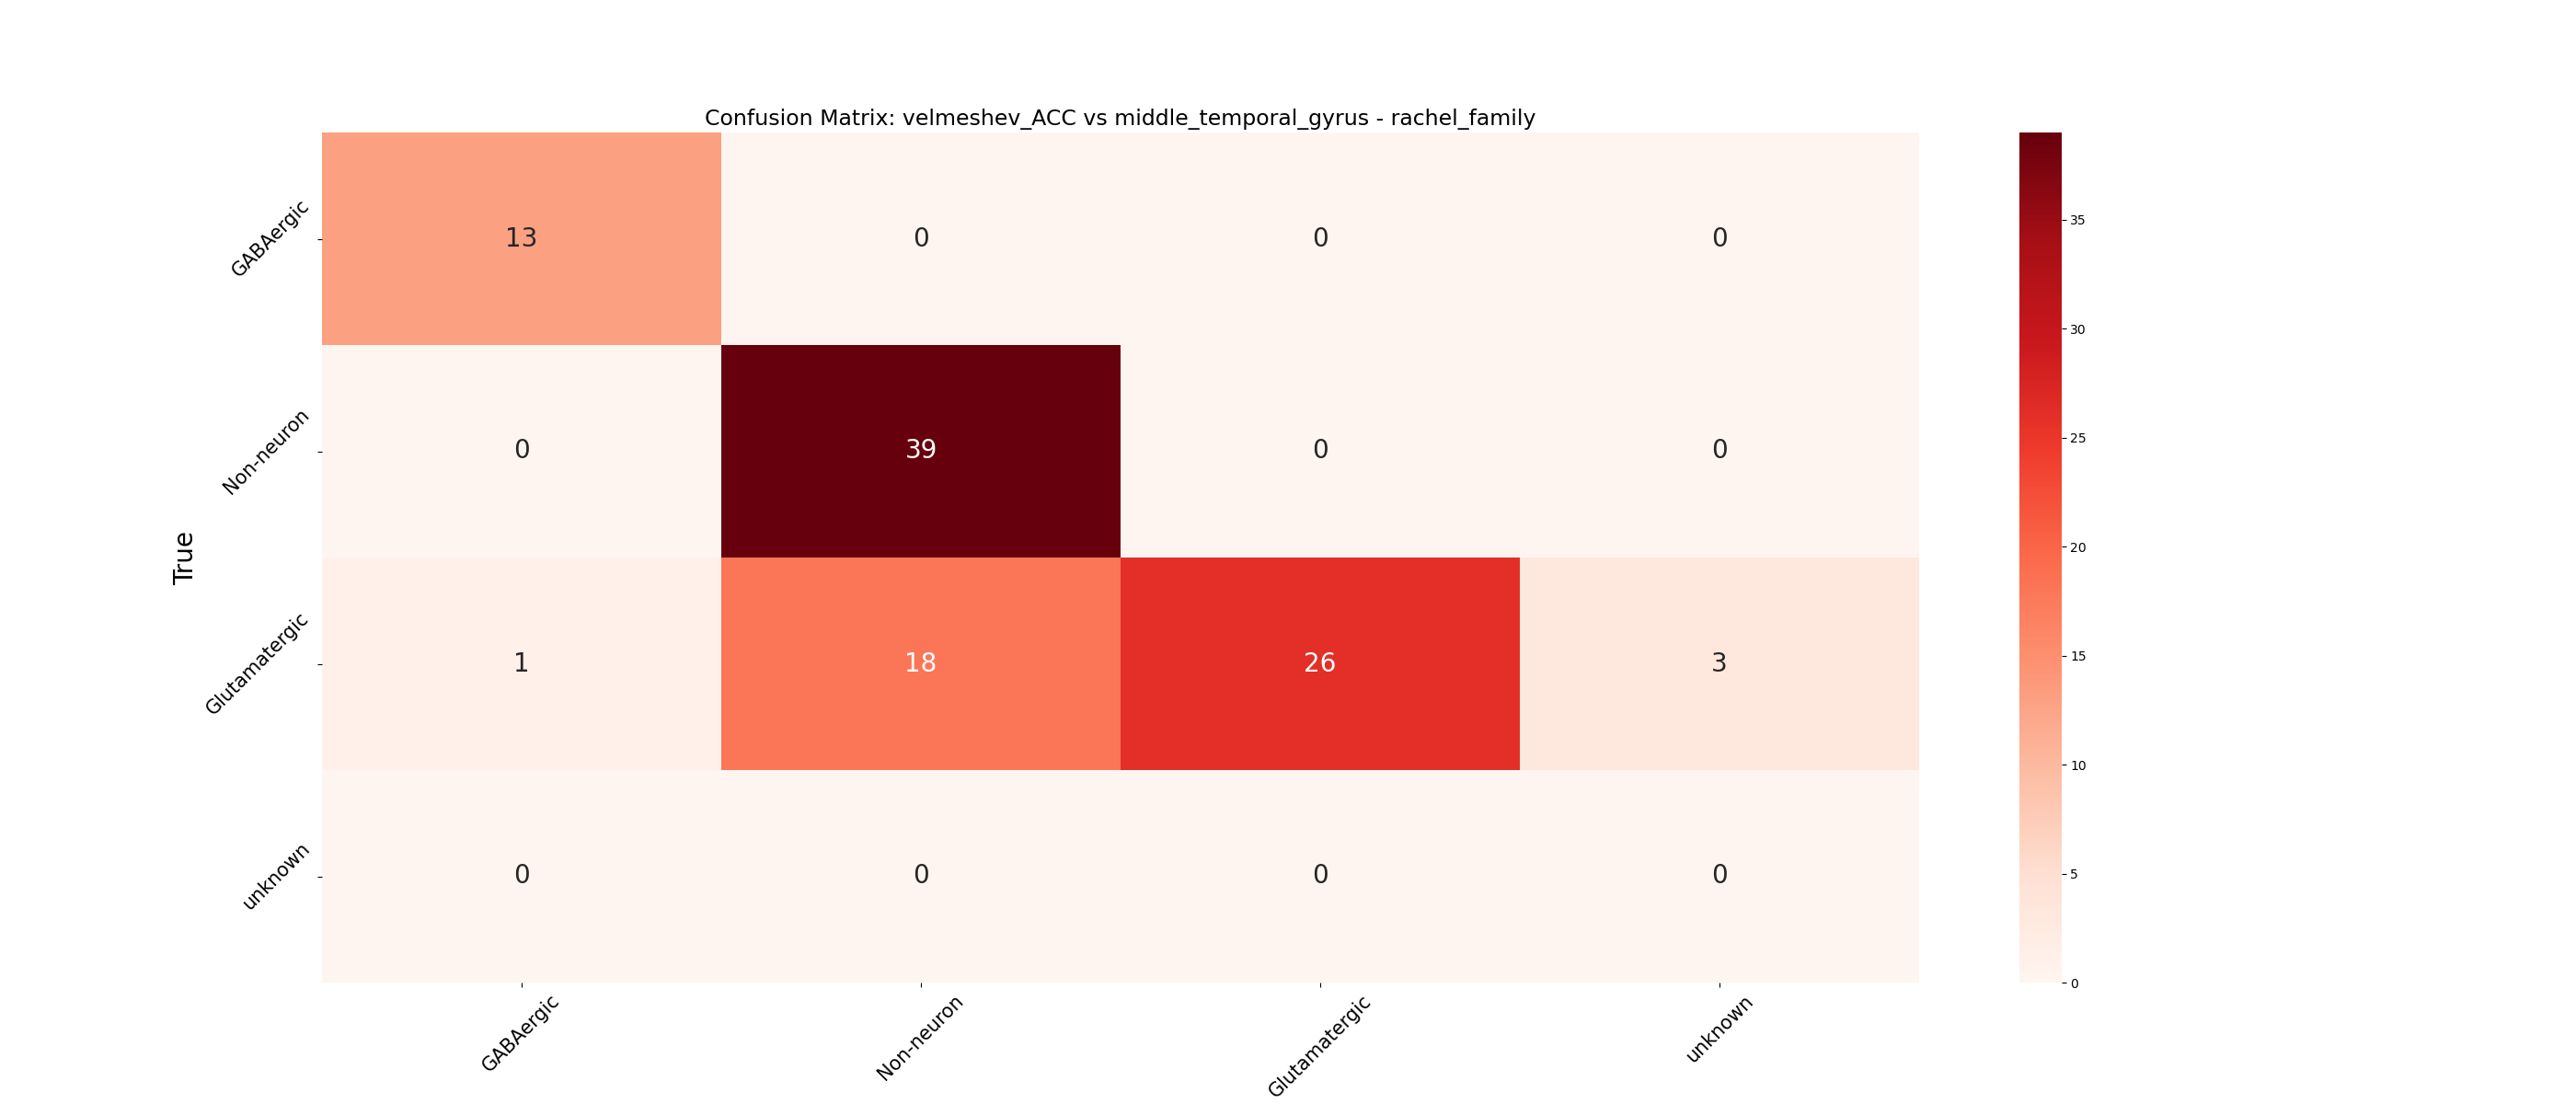 Confusion Matrix: velmeshev_ACC vs middle_temporal_gyrus - rachel_family
True
GABAergic
13 0 0 0
Non-neuron
0 39 0 0
Glutamatergic
1 18 26 3
unknown
0 0 0 0
GABAergic Non-neuron Glutamatergic unknown
35
30
25
20
15
10
5
0